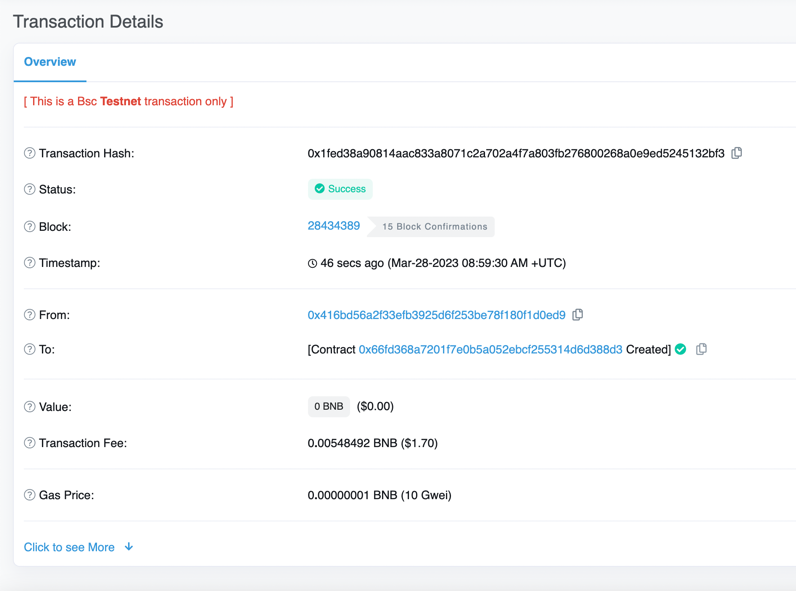 Transaction Details
Overview
[ This is a Bsc Testnet transaction only ]
Transaction Hash: 0x1fed38a90814aac833a8071c2a702a4f7a803fb276800268a0e9ed5245132bf3
Status: Success
Block: 28434389 15 Block Confirmations
Timestamp: 46 secs ago (Mar-28-2023 08:59:30 AM +UTC)
From: 0x416bd56a2f33efb3925d6f253be78f180f1d0ed9
To: [Contract 0x66fd368a7201f7e0b5a052ebcf255314d6d388d3 Created]
Value: 0 BNB ($0.00)
Transaction Fee: 0.00548492 BNB ($1.70)
Gas Price: 0.00000001 BNB (10 Gwei)
Click to see More